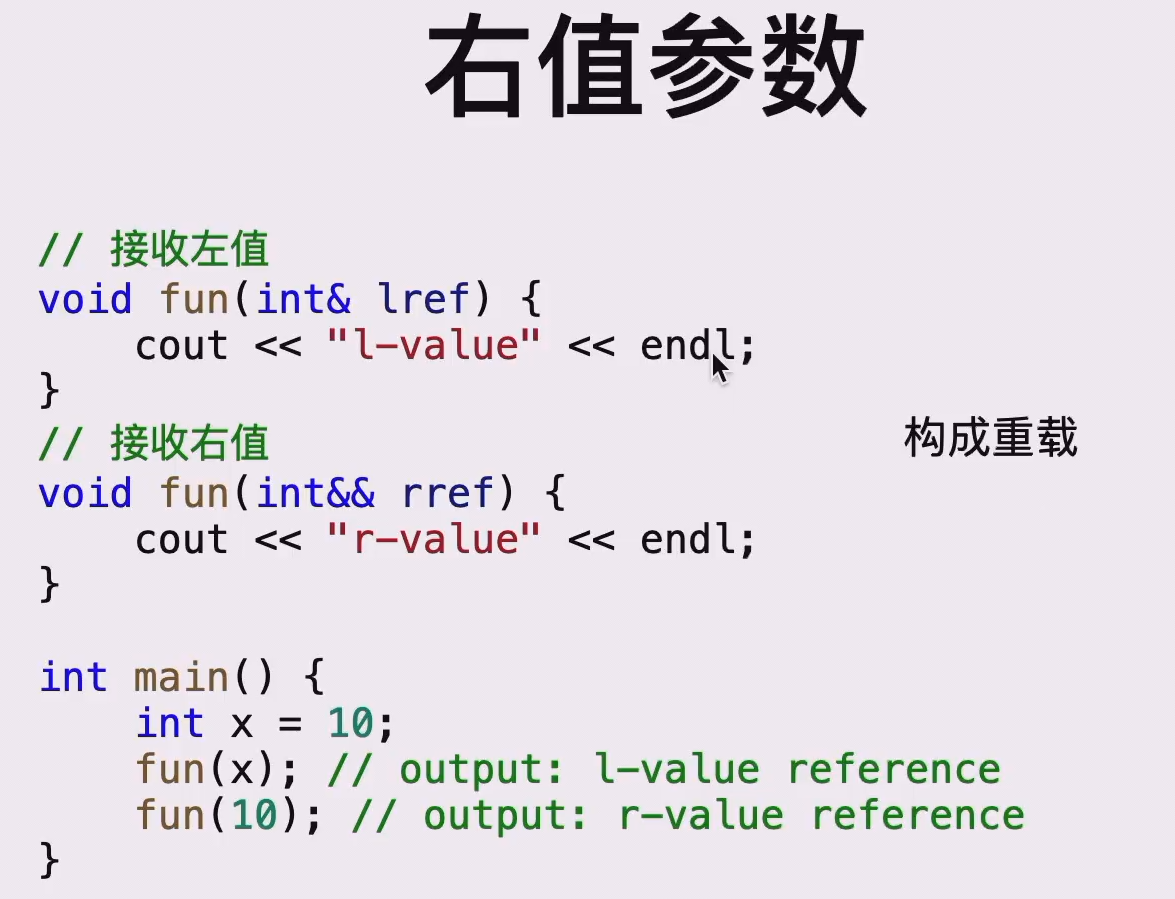 右值参数
// 接收左值
void fun(int& lref) {
    cout << "l-value" << endl;
}
// 接收右值
构成重载
void fun(int&& rref) {
    cout << "r-value" << endl;
}
int main() {
    int x = 10;
    fun(x); // output: l-value reference
    fun(10); // output: r-value reference
}